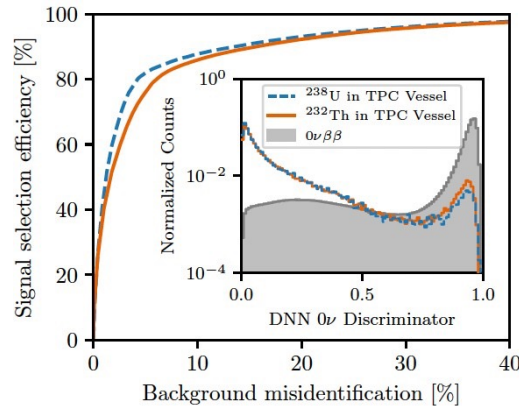 Signal selection efficiency [%]
100
80
60
40
20
0
0
10
20
30
40
Background misidentification [%]
Normalized Counts
10⁰
10⁻²
10⁻⁴
²³⁸U in TPC Vessel
²³²Th in TPC Vessel
0νββ
0.0
0.5
1.0
DNN 0ν Discriminator